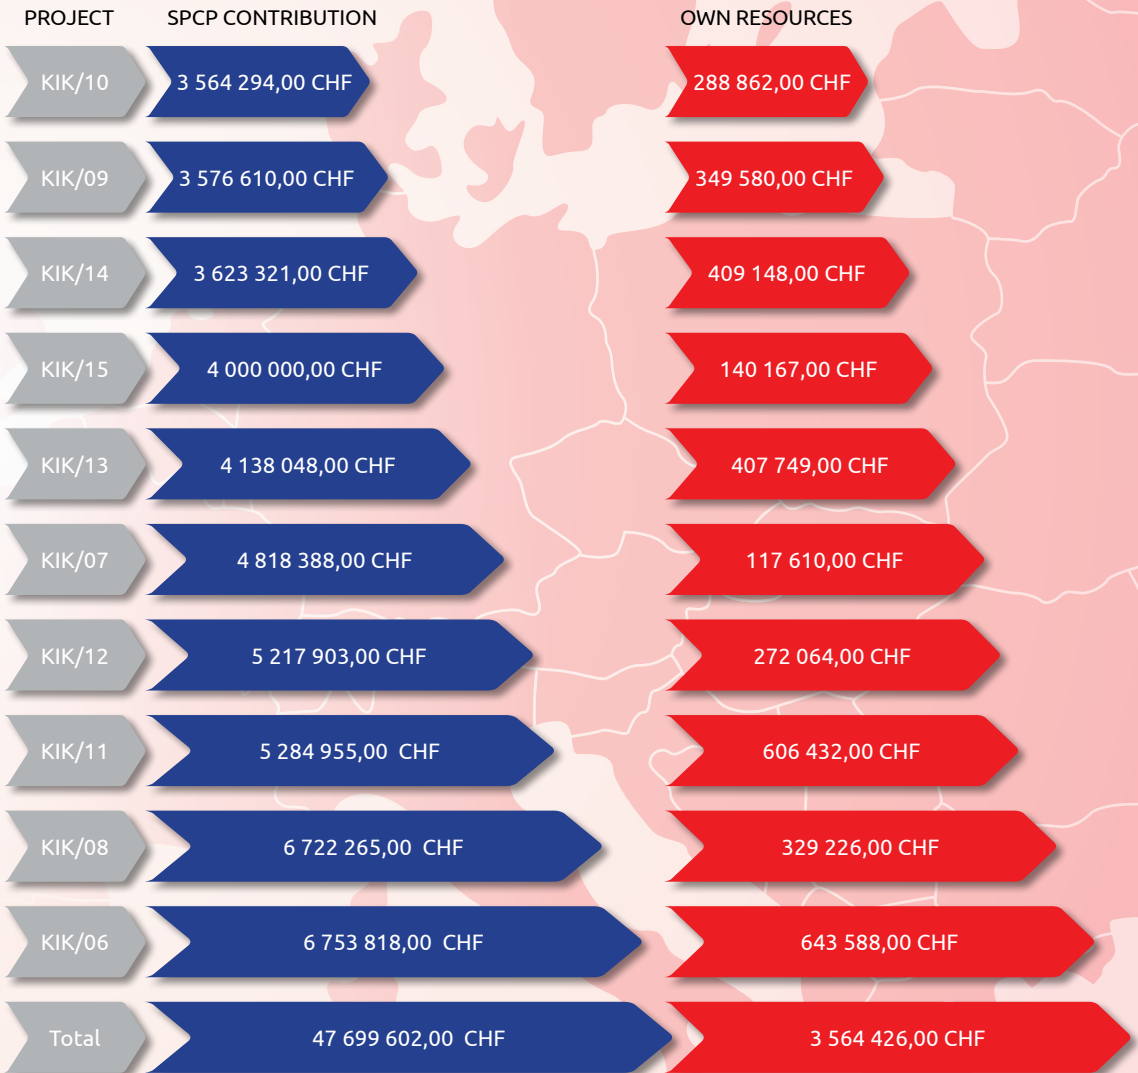 PROJECT SPCP CONTRIBUTION OWN RESOURCES
KIK/10 3 564 294,00 CHF 288 862,00 CHF
KIK/09 3 576 610,00 CHF 349 580,00 CHF
KIK/14 3 623 321,00 CHF 409 148,00 CHF
KIK/15 4 000 000,00 CHF 140 167,00 CHF
KIK/13 4 138 048,00 CHF 407 749,00 CHF
KIK/07 4 818 388,00 CHF 117 610,00 CHF
KIK/12 5 217 903,00 CHF 272 064,00 CHF
KIK/11 5 284 955,00 CHF 606 432,00 CHF
KIK/08 6 722 265,00 CHF 329 226,00 CHF
KIK/06 6 753 818,00 CHF 643 588,00 CHF
Total 47 699 602,00 CHF 3 564 426,00 CHF